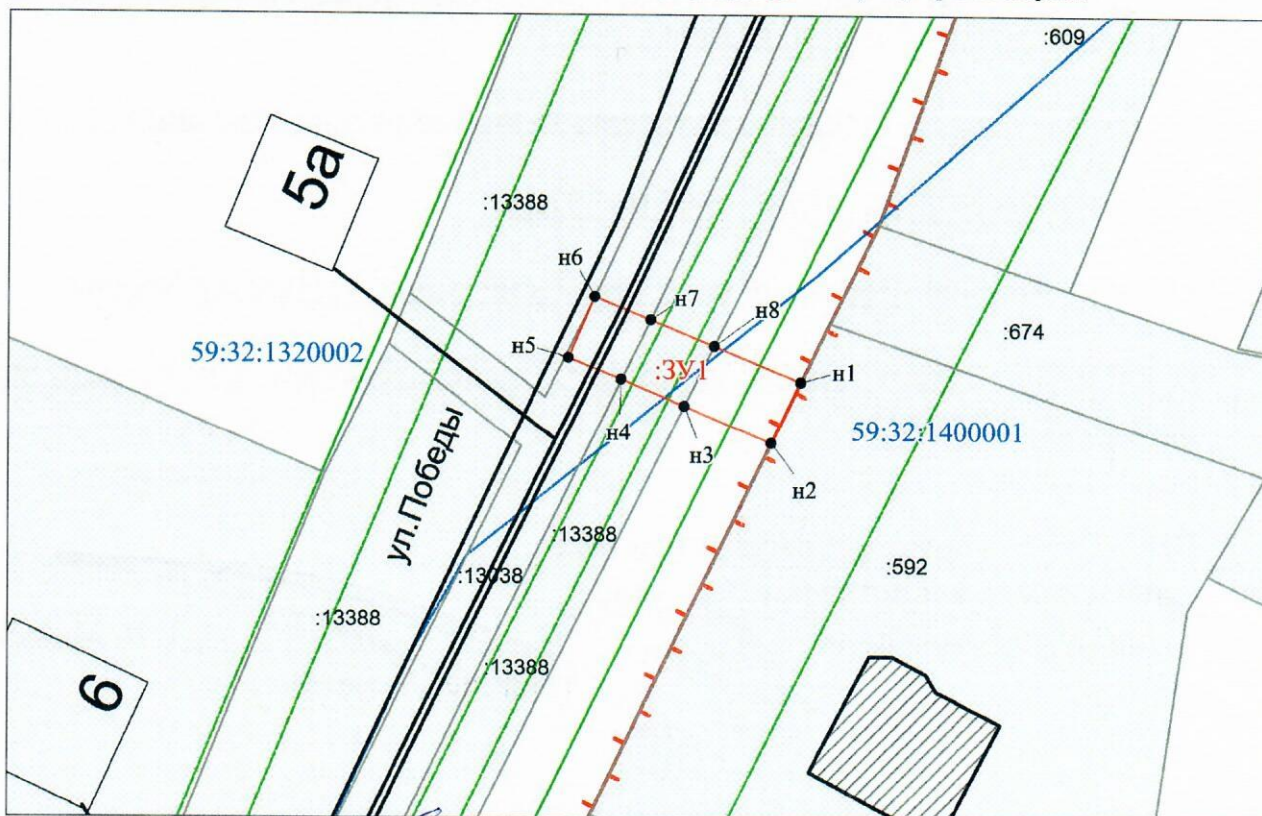 :609
5а
:13388
н6
н7
н8
59:32:1320002
н5
:ЗУ1
:674
н1
н4
59:32:1400001
н3
н2
ул.Победы
:13388
:592
:13038
:13388
:13388
6